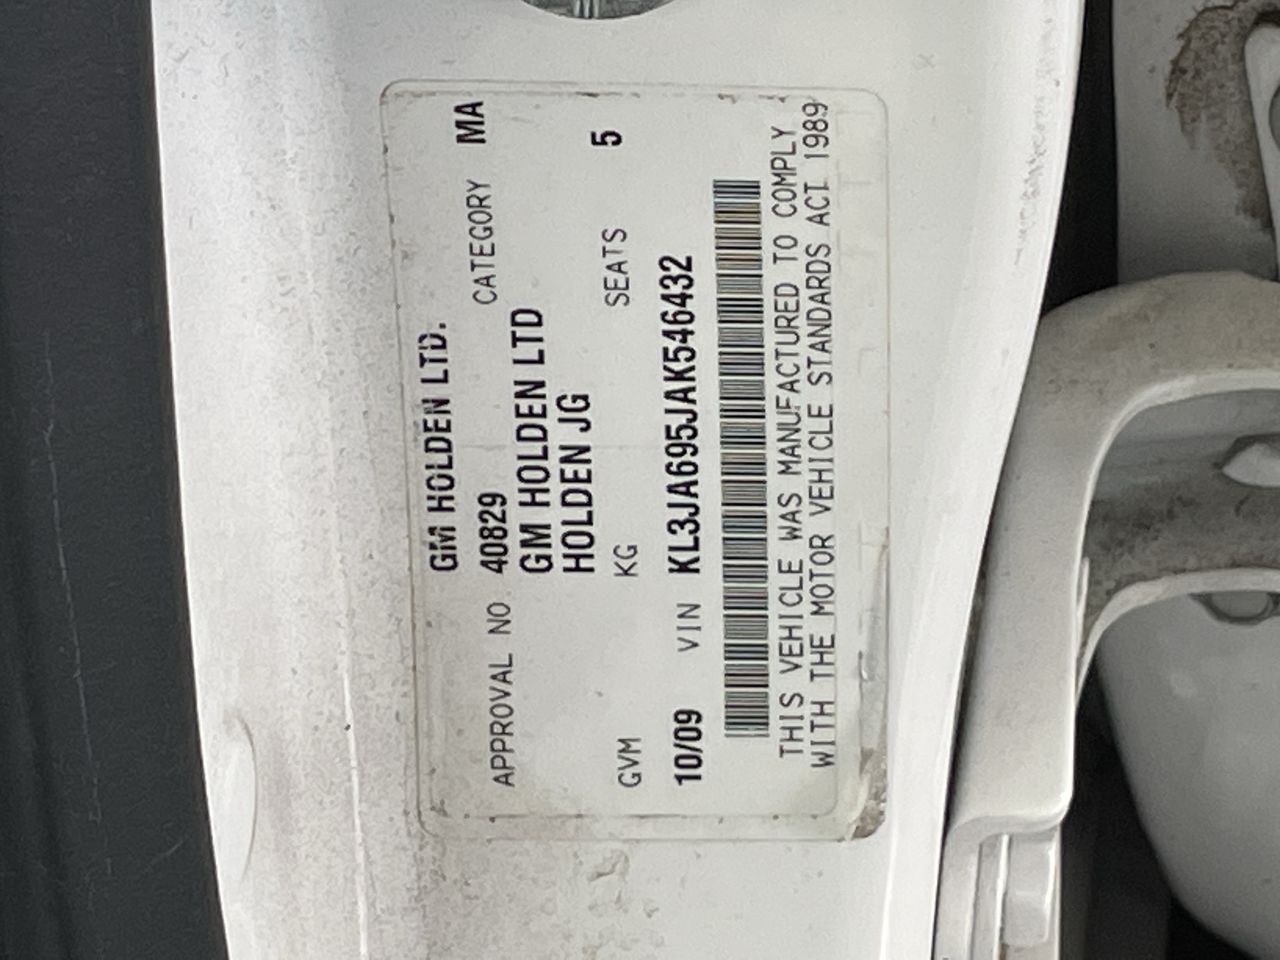 GM HOLDEN LTD.
APPROVAL NO. 40829 CATEGORY MA
GM HOLDEN LTD
HOLDEN JG
GVM KG SEATS 5
10/09 VIN KL3JA695JAK546432
THIS VEHICLE WAS MANUFACTURED TO COMPLY
WITH THE MOTOR VEHICLE STANDARDS ACT 1989